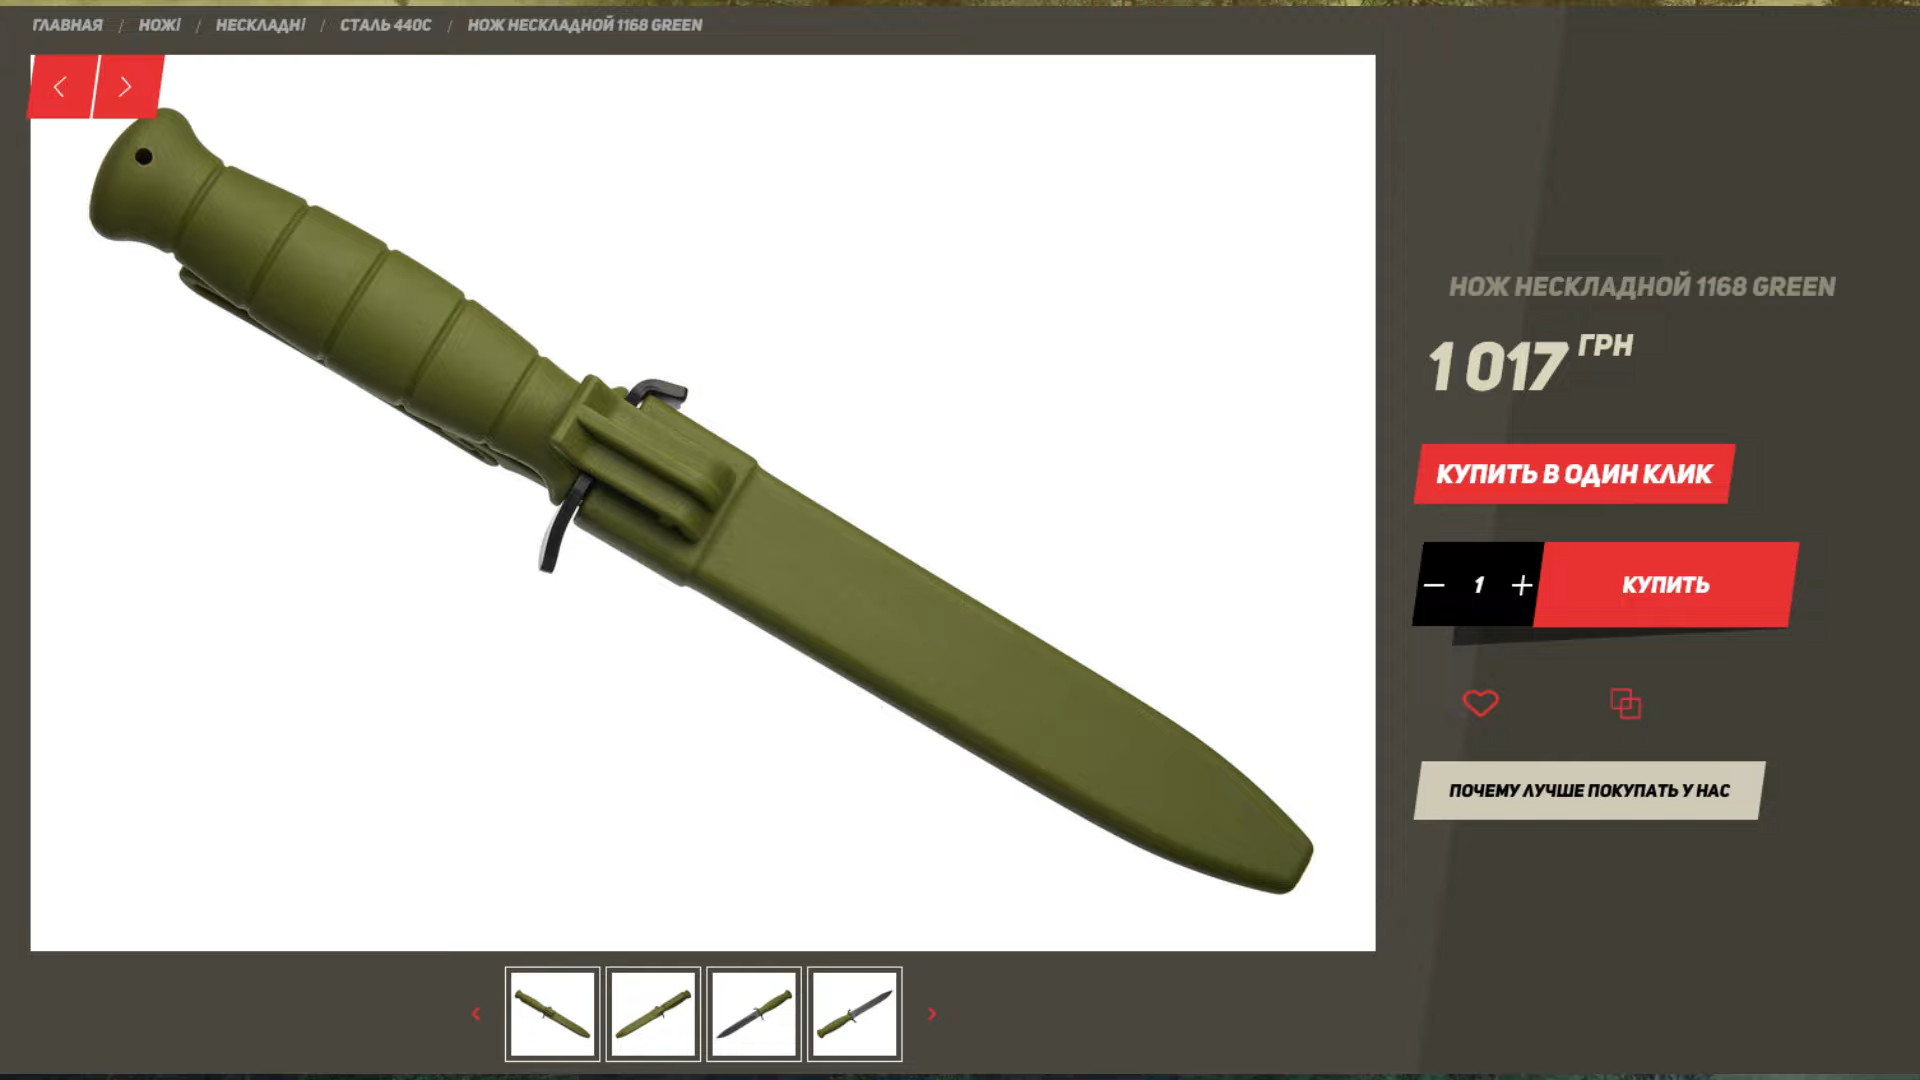 ГЛАВНАЯ / НОЖІ / НЕСКЛАДНІ / СТАЛЬ 440C / НОЖ НЕСКЛАДНОЙ 1168 GREEN
НОЖ НЕСКЛАДНОЙ 1168 GREEN
1 017 ГРН
КУПИТЬ В ОДИН КЛИК
— 1 + КУПИТЬ
ПОЧЕМУ ЛУЧШЕ ПОКУПАТЬ У НАС